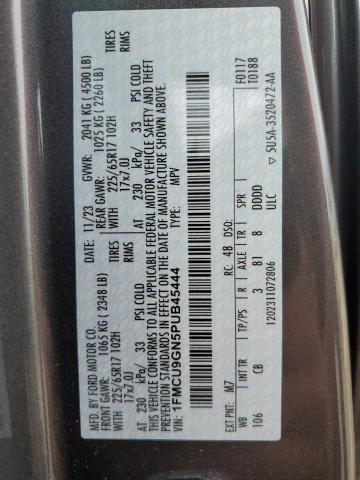 MFD. BY FORD MOTOR CO.
DATE: 11/23 GVWR: 2041 KG ( 4500 LB)
FRONT GAWR: 1065 KG ( 2348 LB) REAR GAWR: 1025 KG ( 2260 LB)
225/65R17 102H TIRES WITH 225/65R17 102H TIRES
17x7.0J RIMS 17x7.0J RIMS
AT 230 kPa/ 33 PSI COLD AT 230 kPa/ 33 PSI COLD
THIS VEHICLE CONFORMS TO ALL APPLICABLE FEDERAL MOTOR VEHICLE SAFETY AND THEFT
PREVENTION STANDARDS IN EFFECT ON THE DATE OF MANUFACTURE SHOWN ABOVE.
VIN: 1FMCU9GN5PUB45444 TYPE: MPV
F0117
T0188
EXT PNT: M7 RC: 48 DSO:
WB INT TR TP/PS R AXLE TR SPR
106 CB 3 81 8 DDDD
ULC
1202311072806 5U5A-3520472-AA